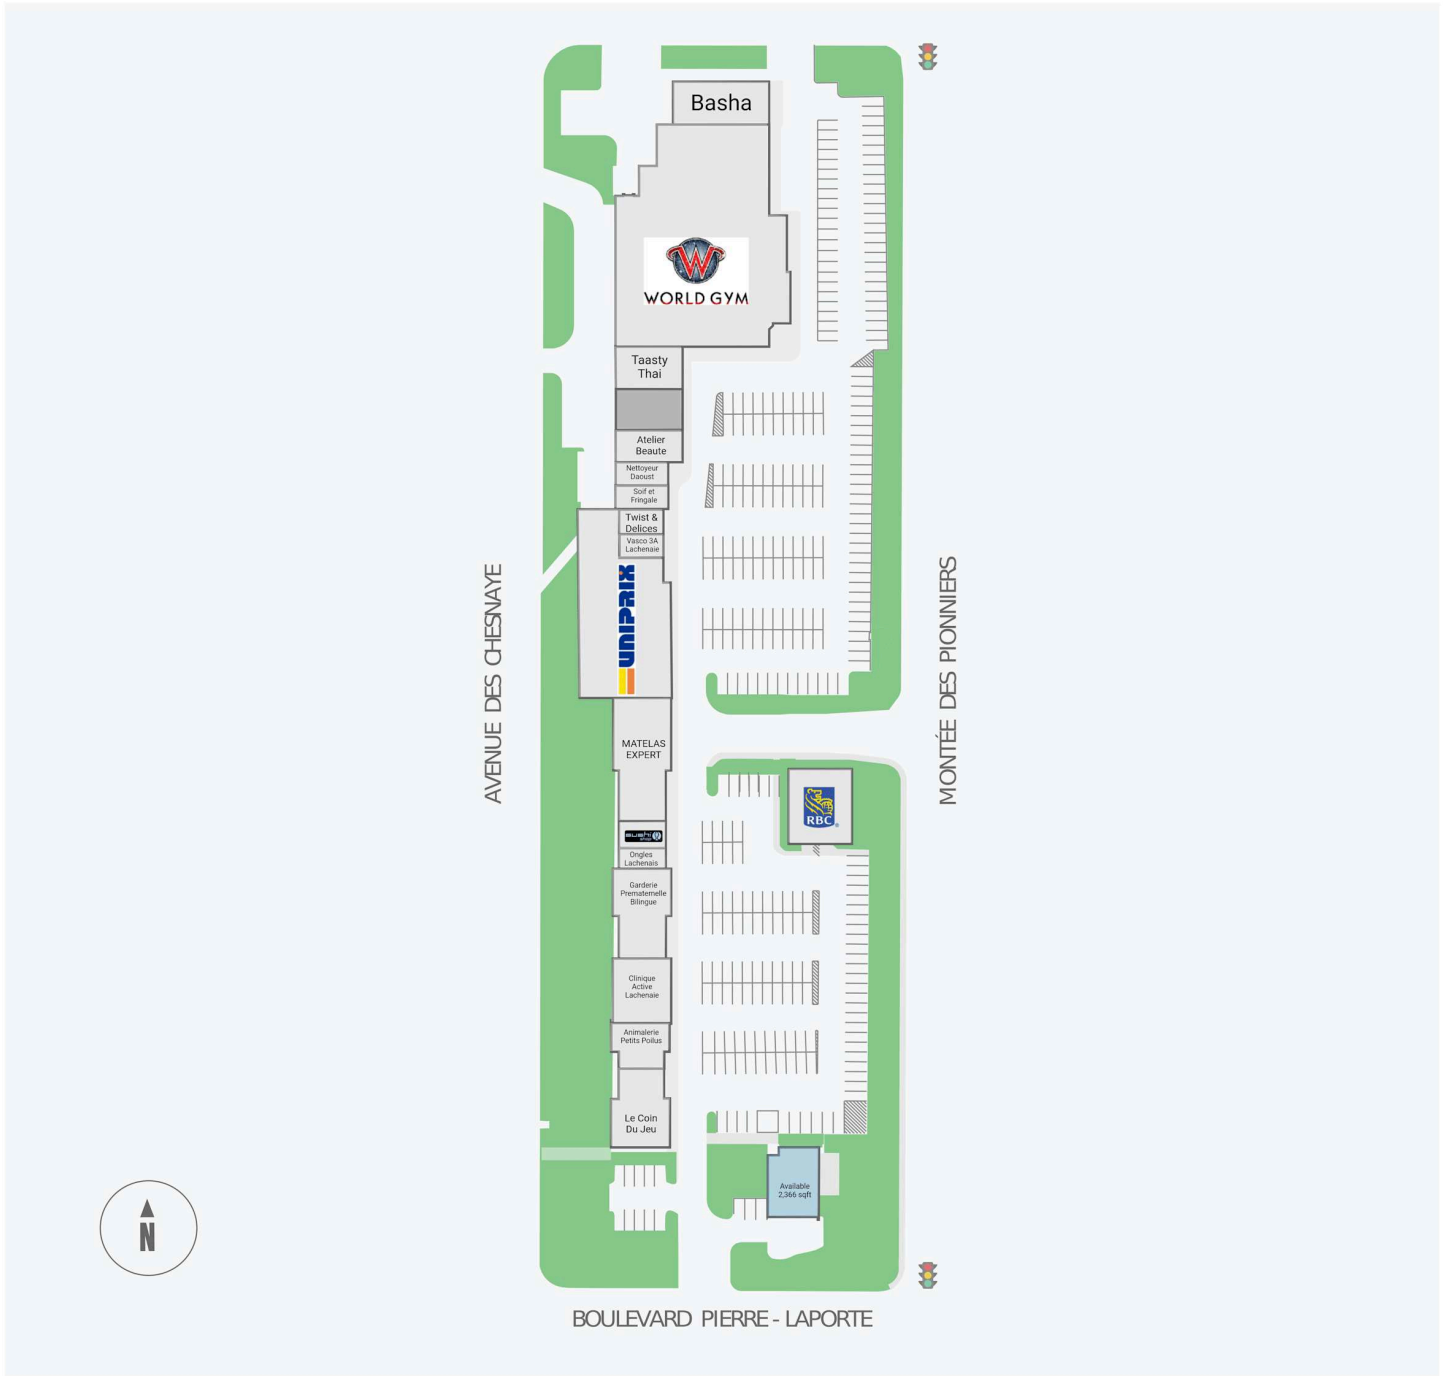 Basha
WORLD GYM
Taasty
Thai
Atelier
Beaute
Nettoyeur
Daoust
Soif et
Fringale
Twist &
Delices
Vasco 3A
Lachenaie
UNIPRIX
AVENUE DES CHESNAYE
MONTÉE DES PIONNIERS
MATELAS
EXPERT
RBC®
sushi
shop
Ongles
Lachenais
Garderie
Prematernelle
Bilingue
Clinique
Active
Lachenaie
Animalerie
Petits Poilus
Le Coin
Du Jeu
Available
2,366 sqft
N
BOULEVARD PIERRE - LAPORTE